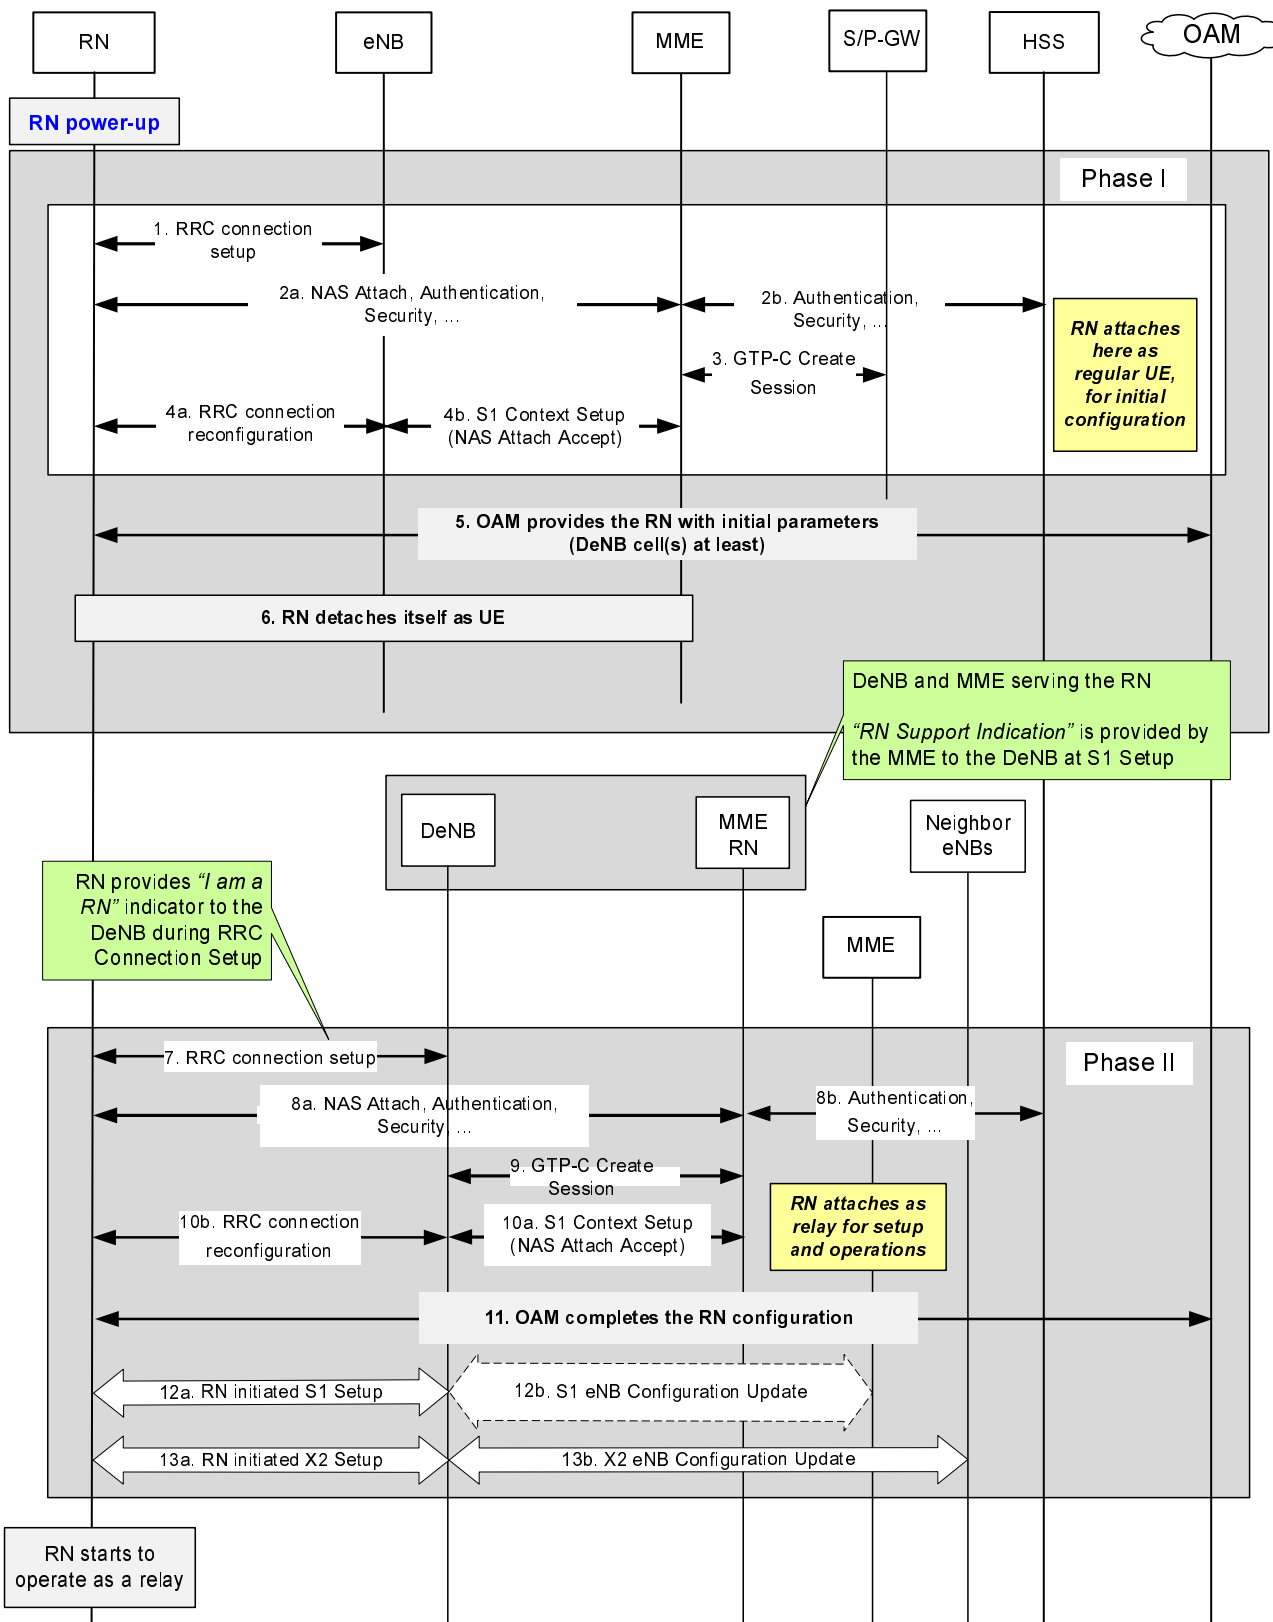 RN
eNB
MME
S/P-GW
HSS
OAM
RN power-up
Phase I
1. RRC connection
setup
2a. NAS Attach, Authentication,
Security, ...
2b. Authentication,
Security, ...
RN attaches
here as
regular UE,
for initial
configuration
3. GTP-C Create
Session
4a. RRC connection
reconfiguration
4b. S1 Context Setup
(NAS Attach Accept)
5. OAM provides the RN with initial parameters
(DeNB cell(s) at least)
6. RN detaches itself as UE
DeNB and MME serving the RN
“RN Support Indication” is provided by
the MME to the DeNB at S1 Setup
DeNB
MME
RN
Neighbor
eNBs
RN provides “I am a
RN” indicator to the
DeNB during RRC
Connection Setup
MME
Phase II
7. RRC connection setup
8a. NAS Attach, Authentication,
Security, ...
8b. Authentication,
Security, ...
9. GTP-C Create
Session
RN attaches as
relay for setup
and operations
10b. RRC connection
reconfiguration
10a. S1 Context Setup
(NAS Attach Accept)
11. OAM completes the RN configuration
12a. RN initiated S1 Setup
12b. S1 eNB Configuration Update
13a. RN initiated X2 Setup
13b. X2 eNB Configuration Update
RN starts to
operate as a relay